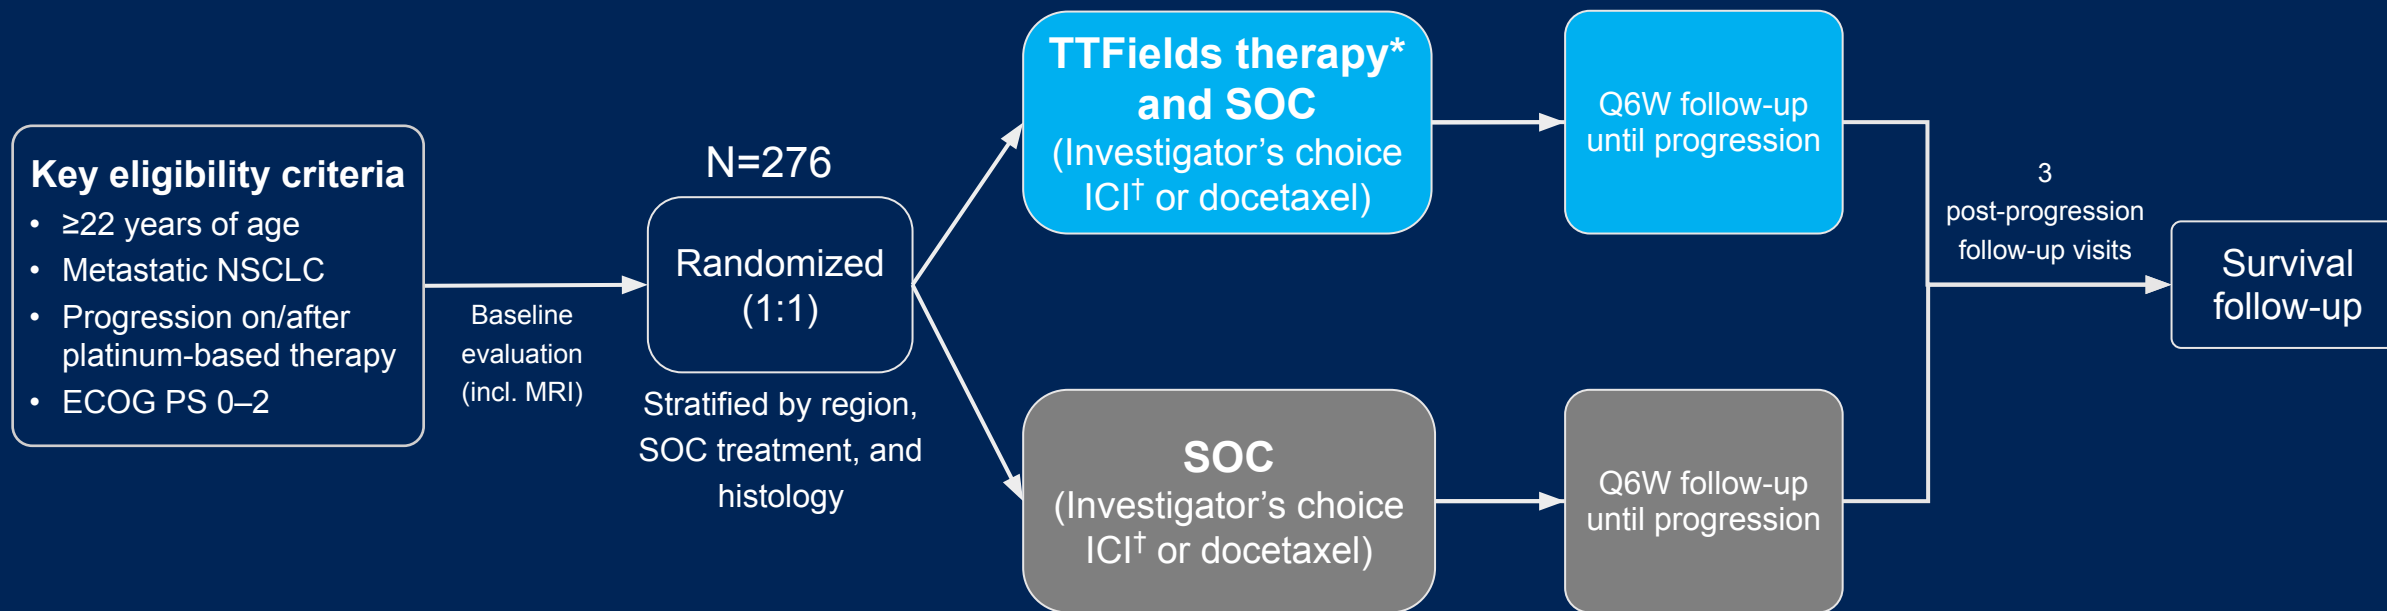 Key eligibility criteria
• ≥22 years of age
• Metastatic NSCLC
• Progression on/after
platinum-based therapy
• ECOG PS 0–2
Baseline
evaluation
(incl. MRI)
N=276
Randomized
(1:1)
Stratified by region,
SOC treatment, and
histology
TTFields therapy*
and SOC
(Investigator’s choice
ICI† or docetaxel)
Q6W follow-up
until progression
SOC
(Investigator’s choice
ICI† or docetaxel)
Q6W follow-up
until progression
3
post-progression
follow-up visits
Survival
follow-up